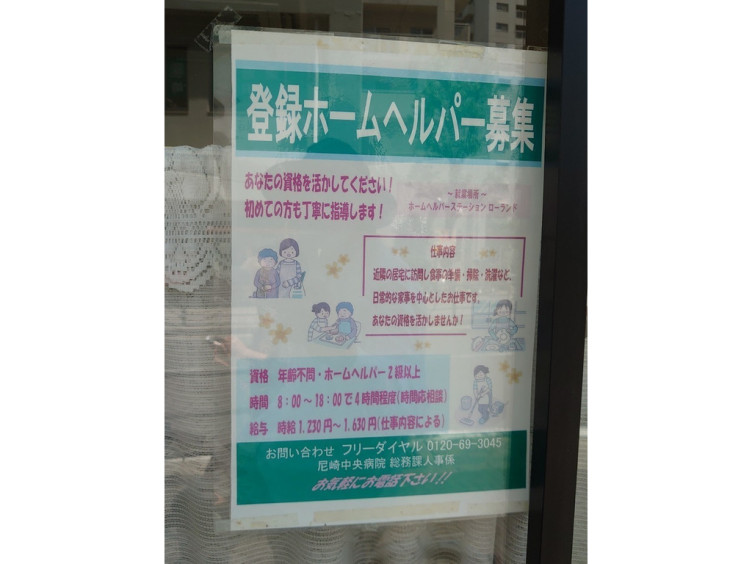 登録ホームヘルパー募集
あなたの資格を活かしてください!
初めての方も丁寧に指導します!
～配属場所～
ホームヘルパーステーション ローランド
仕事内容
近隣の居宅に訪問し食事の準備・掃除・洗濯など、
日常的な家事を中心としたお仕事です。
あなたの資格を活かしませんか!
資格 年齢不問・ホームヘルパー2級以上
時間 8:00～18:00で4時間程度(時間応相談)
給与 時給1,230円～1,630円(仕事内容による)
お問い合わせ フリーダイヤル 0120-69-3045
尼崎中央病院 総務課人事係
お気軽にお電話下さい!!